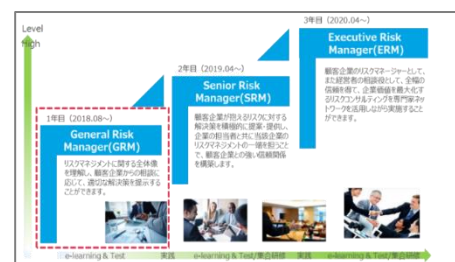 Level
high
3年目（2020.04～）
Executive Risk
Manager(ERM)
顧客企業のリスクマネージャーとして、
また経営者の相談役として、全幅の
信頼を得て、企業価値を最大化す
るリスクコンサルティングを専門家ネッ
トワークを活用しながら実施すること
ができます。
2年目（2019.04～）
Senior Risk
Manager(SRM)
顧客企業が抱えるリスクに対する
解決策を積極的に提案・提供し、
企業の担当者と共に当該企業の
リスクマネジメントの一端を担うこと
で、顧客企業との強い信頼関係
を構築します。
1年目（2018.08～）
General Risk
Manager(GRM)
リスクマネジメントに関する全体像
を理解し、顧客企業からの相談に
応じて、適切な解決策を提示する
ことができます。
e-learning & Test 実践 e-learning & Test/集合研修 実践 e-learning & Test/集合研修